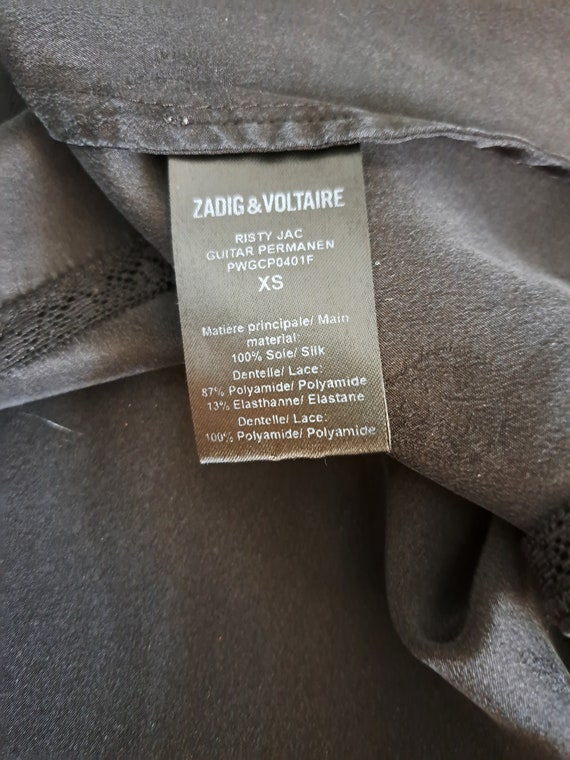 ZADIG & VOLTAIRE
RISTY JAC
GUITAR PERMANEN
PWGCP0401F
XS
Matière principale/ Main
material:
100% Soie/ Silk
Dentelle/ Lace:
87% Polyamide/ Polyamide
13% Elasthanne/ Elastane
Dentelle/ Lace:
100% Polyamide/ Polyamide